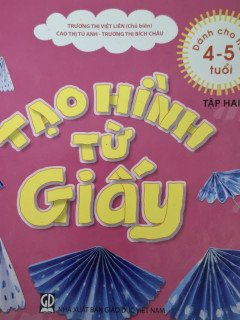 TRƯƠNG THỊ VIỆT LIÊN (Chủ biên)
CAO THỊ TÚ ANH - TRƯƠNG THỊ BÍCH CHÂU
Dành cho
4-5
tuổi
TẬP HAI
TẠO HÌNH
TỪ
Giấy
NHÀ XUẤT BẢN GIÁO DỤC VIỆT NAM